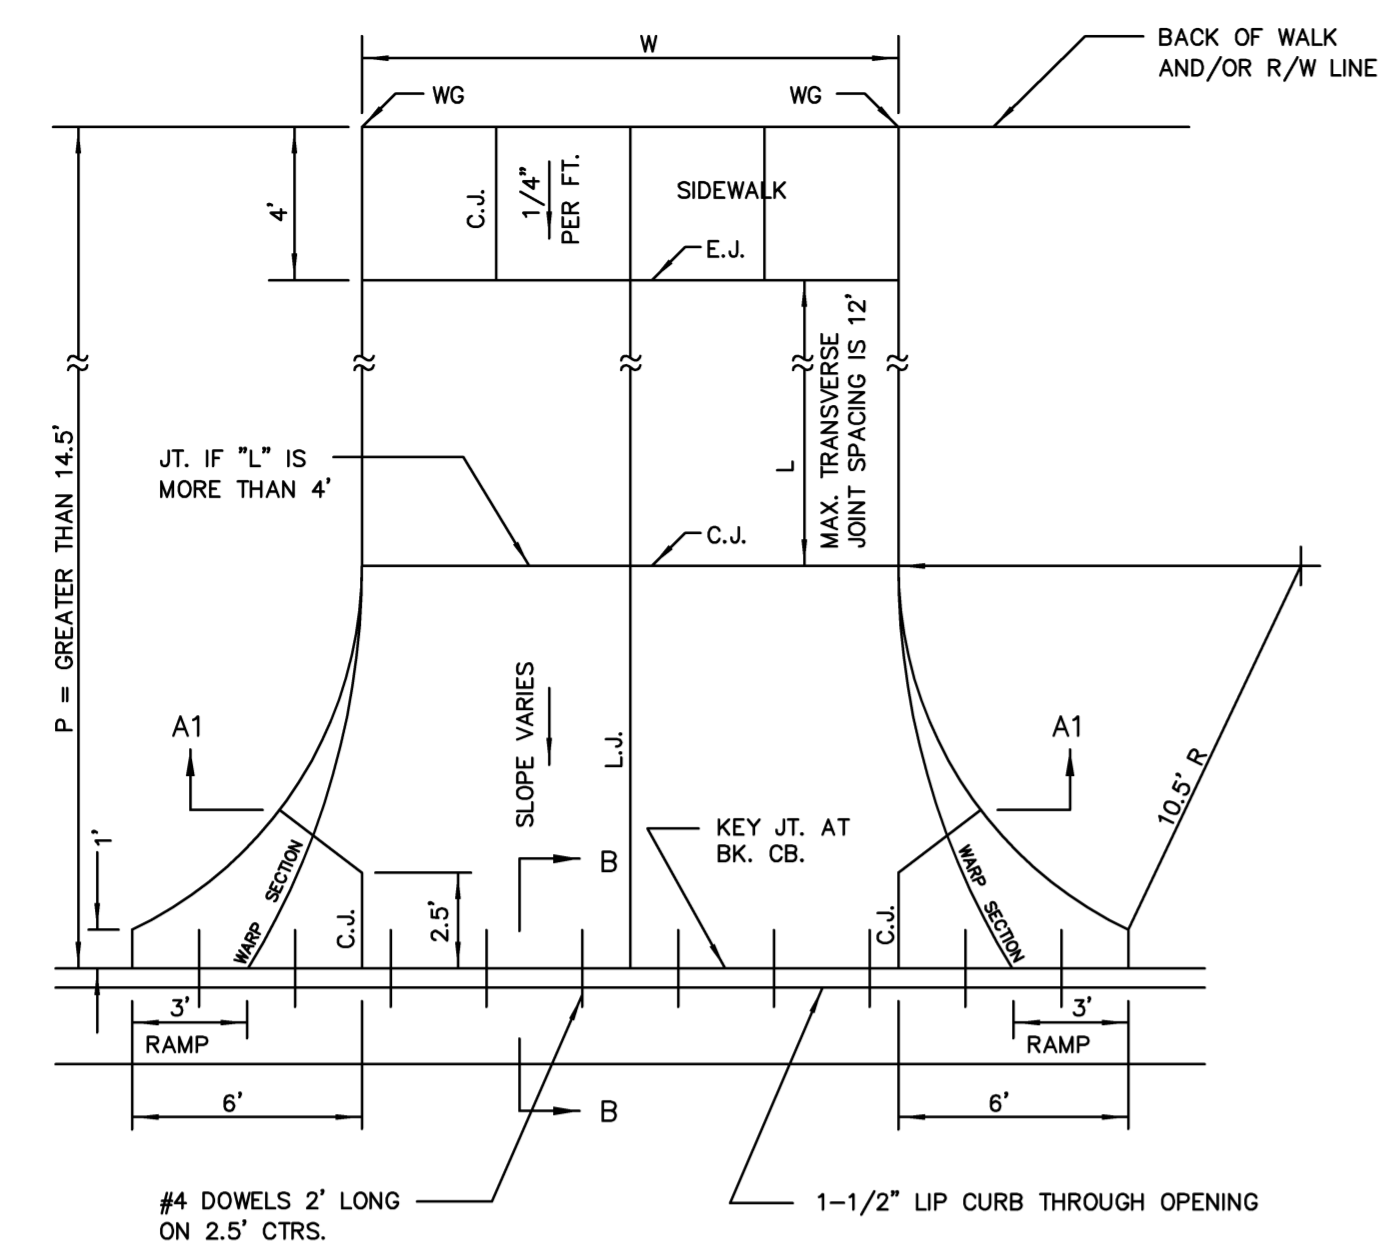 W
BACK OF WALK
AND/OR R/W LINE
WG
WG
4'
C.J.
1/4"
PER FT.
SIDEWALK
E.J.
P = GREATER THAN 14.5'
JT. IF "L" IS
MORE THAN 4'
L
MAX. TRANSVERSE
JOINT SPACING IS 12'
C.J.
A1
A1
SLOPE VARIES
L.J.
10.5' R
1'
KEY JT. AT
BK. CB.
B
WARP SECTION
C.J.
2.5'
C.J.
WARP SECTION
3'
RAMP
3'
RAMP
6'
B
6'
#4 DOWELS 2' LONG
ON 2.5' CTRS.
1-1/2" LIP CURB THROUGH OPENING